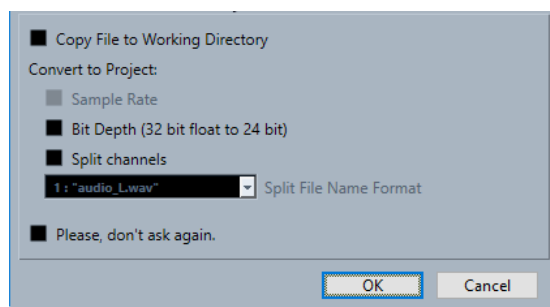 Copy File to Working Directory
Convert to Project:
Sample Rate
Bit Depth (32 bit float to 24 bit)
Split channels
1 : "audio_L.wav" Split File Name Format
Please, don't ask again.
OK Cancel